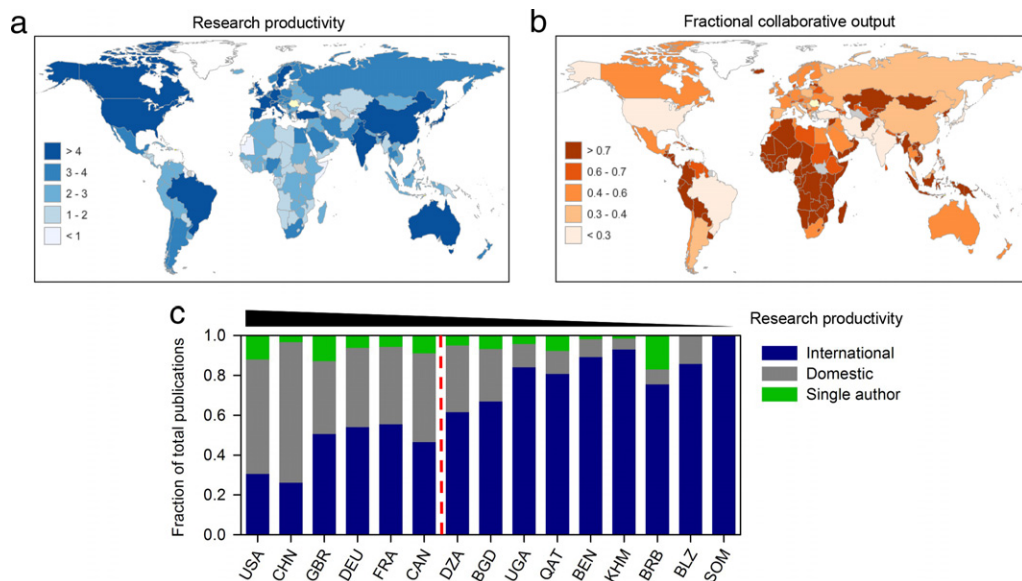 a
Research productivity
> 4
3 - 4
2 - 3
1 - 2
< 1
b
Fractional collaborative output
> 0.7
0.6 - 0.7
0.4 - 0.6
0.3 - 0.4
< 0.3
c
Fraction of total publications
1.0
0.8
0.6
0.4
0.2
0.0
USA
CHN
GBR
DEU
FRA
CAN
DZA
BGD
UGA
QAT
BEN
KHM
BRB
BLZ
SOM
Research productivity
International
Domestic
Single author